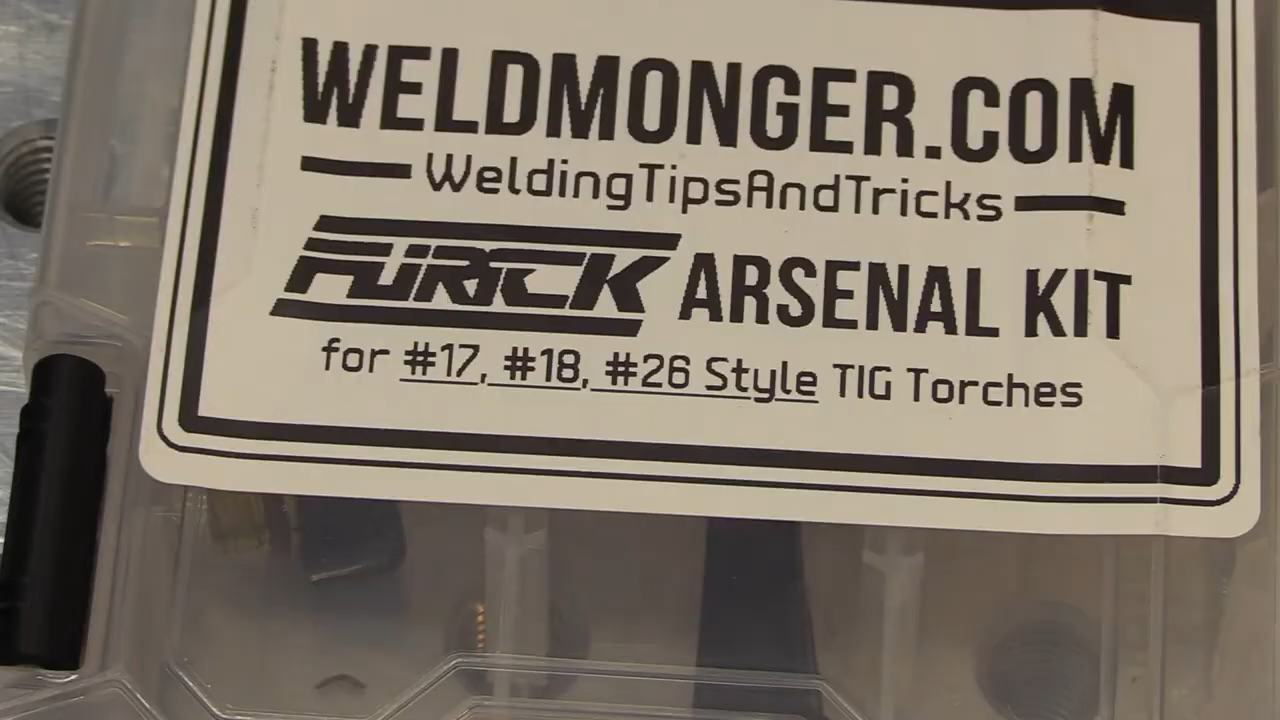 WELDMONGER.COM
WeldingTipsAndTricks
FURICK ARSENAL KIT
for #17, #18, #26 Style TIG Torches